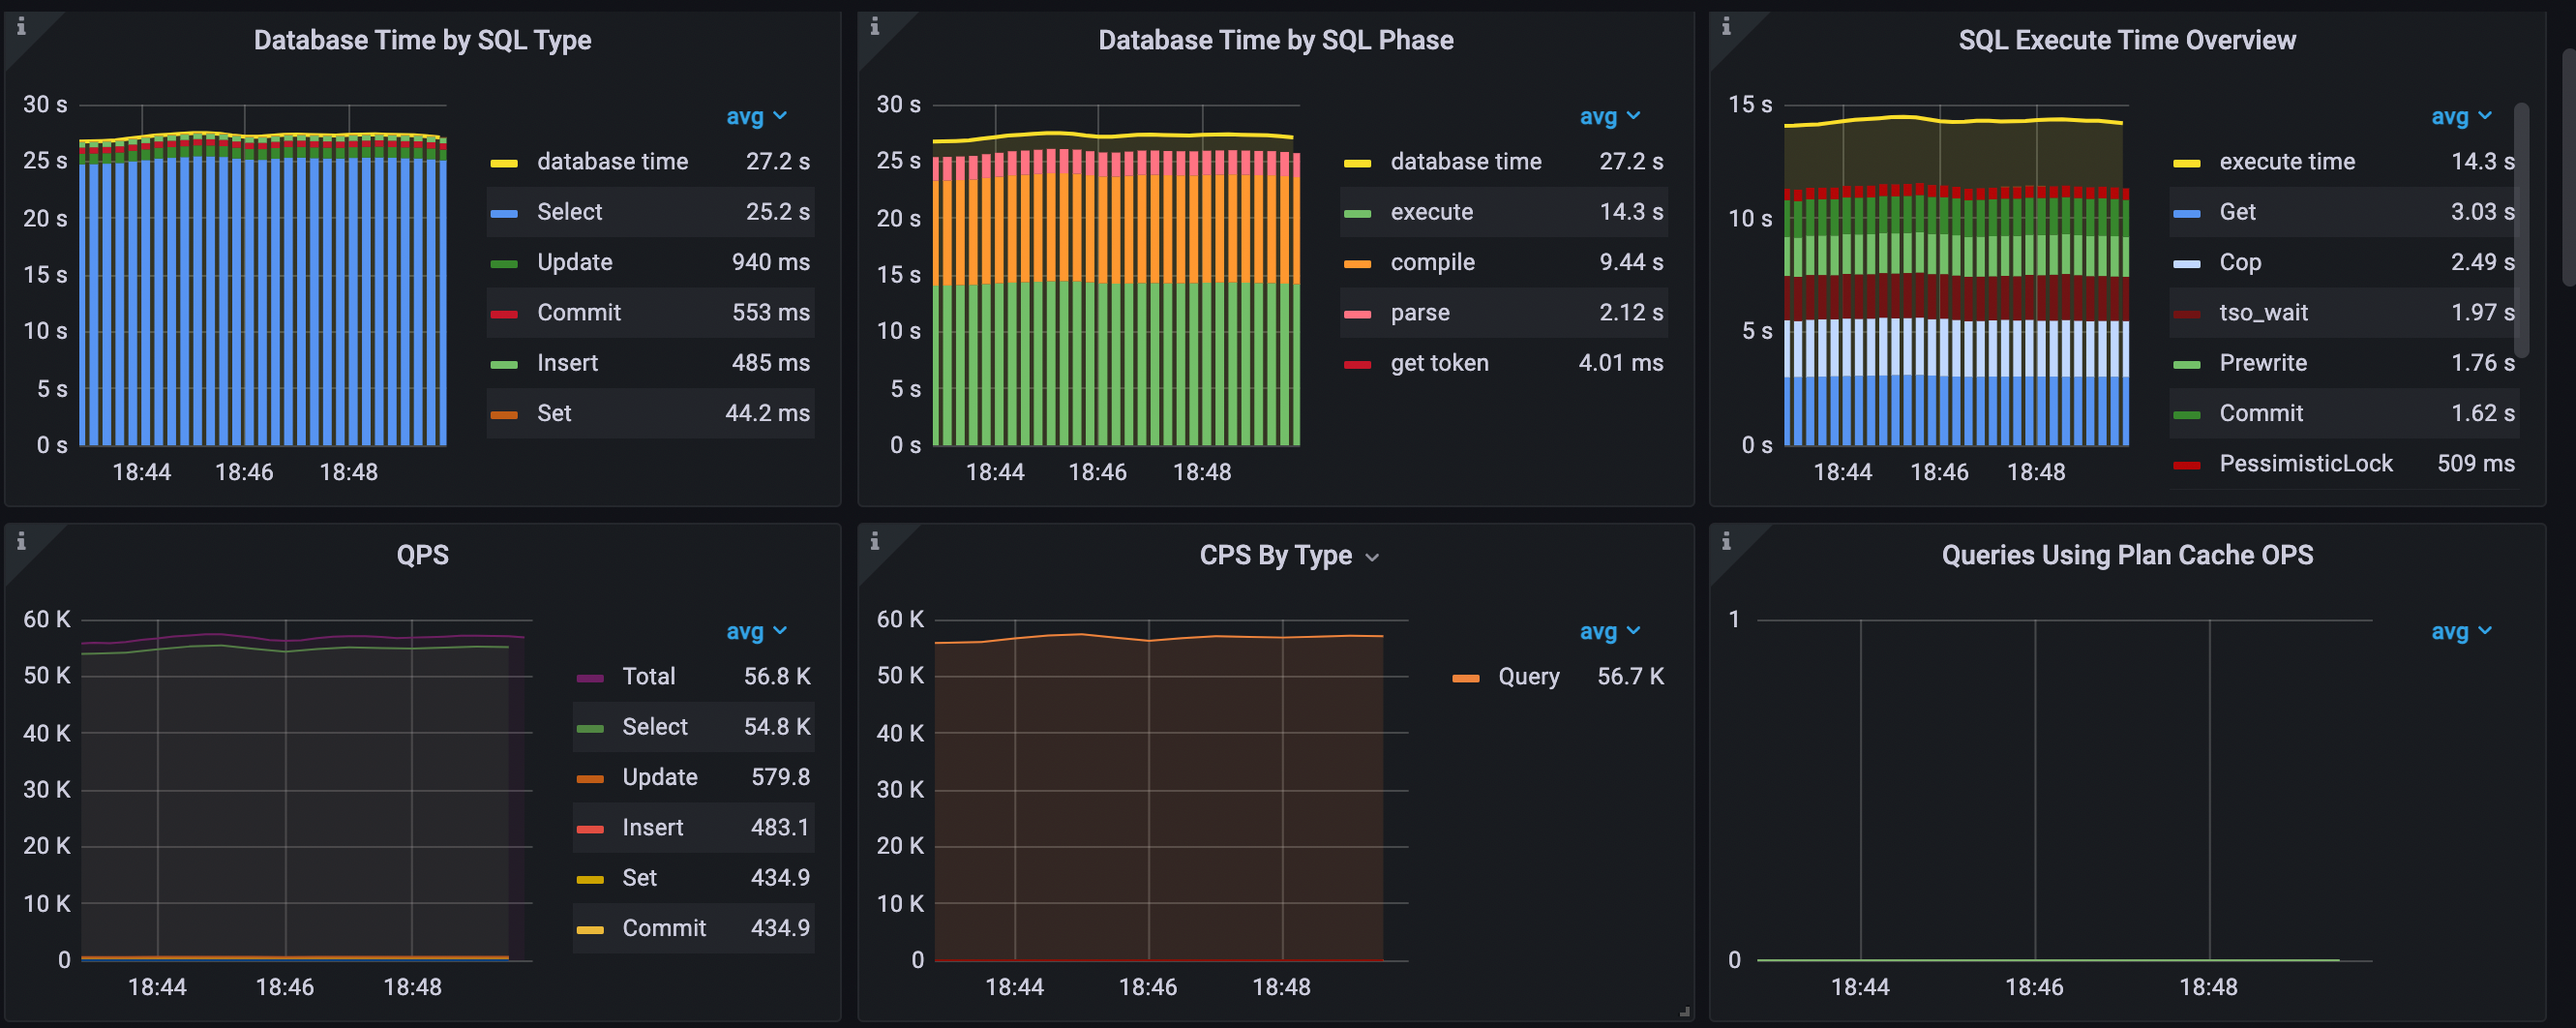 Database Time by SQL Type
30 s
25 s
20 s
15 s
10 s
5 s
0 s
18:44 18:46 18:48
avg
database time 27.2 s
Select 25.2 s
Update 940 ms
Commit 553 ms
Insert 485 ms
Set 44.2 ms
Database Time by SQL Phase
30 s
25 s
20 s
15 s
10 s
5 s
0 s
18:44 18:46 18:48
avg
database time 27.2 s
execute 14.3 s
compile 9.44 s
parse 2.12 s
get token 4.01 ms
SQL Execute Time Overview
15 s
10 s
5 s
0 s
18:44 18:46 18:48
avg
execute time 14.3 s
Get 3.03 s
Cop 2.49 s
tso_wait 1.97 s
Prewrite 1.76 s
Commit 1.62 s
PessimisticLock 509 ms
QPS
60 K
50 K
40 K
30 K
20 K
10 K
0
18:44 18:46 18:48
avg
Total 56.8 K
Select 54.8 K
Update 579.8
Insert 483.1
Set 434.9
Commit 434.9
CPS By Type
60 K
50 K
40 K
30 K
20 K
10 K
0
18:44 18:46 18:48
avg
Query 56.7 K
Queries Using Plan Cache OPS
1
0
18:44 18:46 18:48
avg